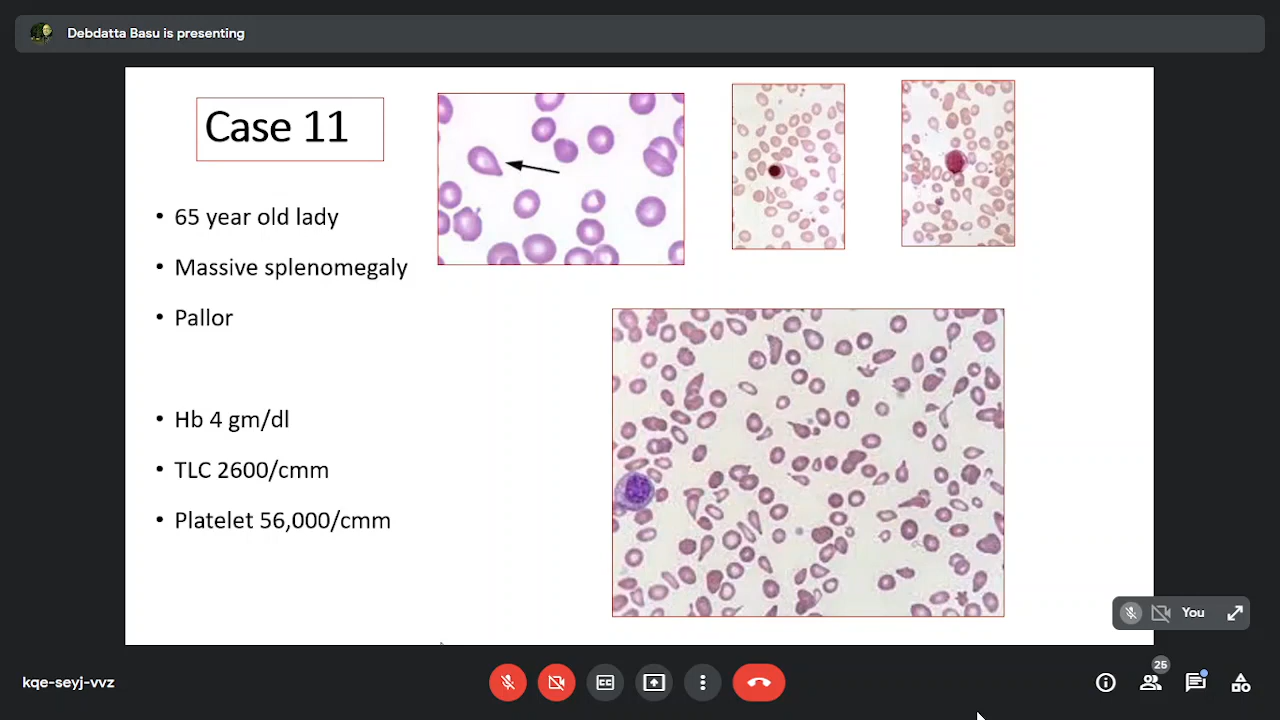 Debdatta Basu is presenting
Case 11
• 65 year old lady
• Massive splenomegaly
• Pallor
• Hb 4 gm/dl
• TLC 2600/cmm
• Platelet 56,000/cmm
You
kqe-seyj-vvz
CC
25